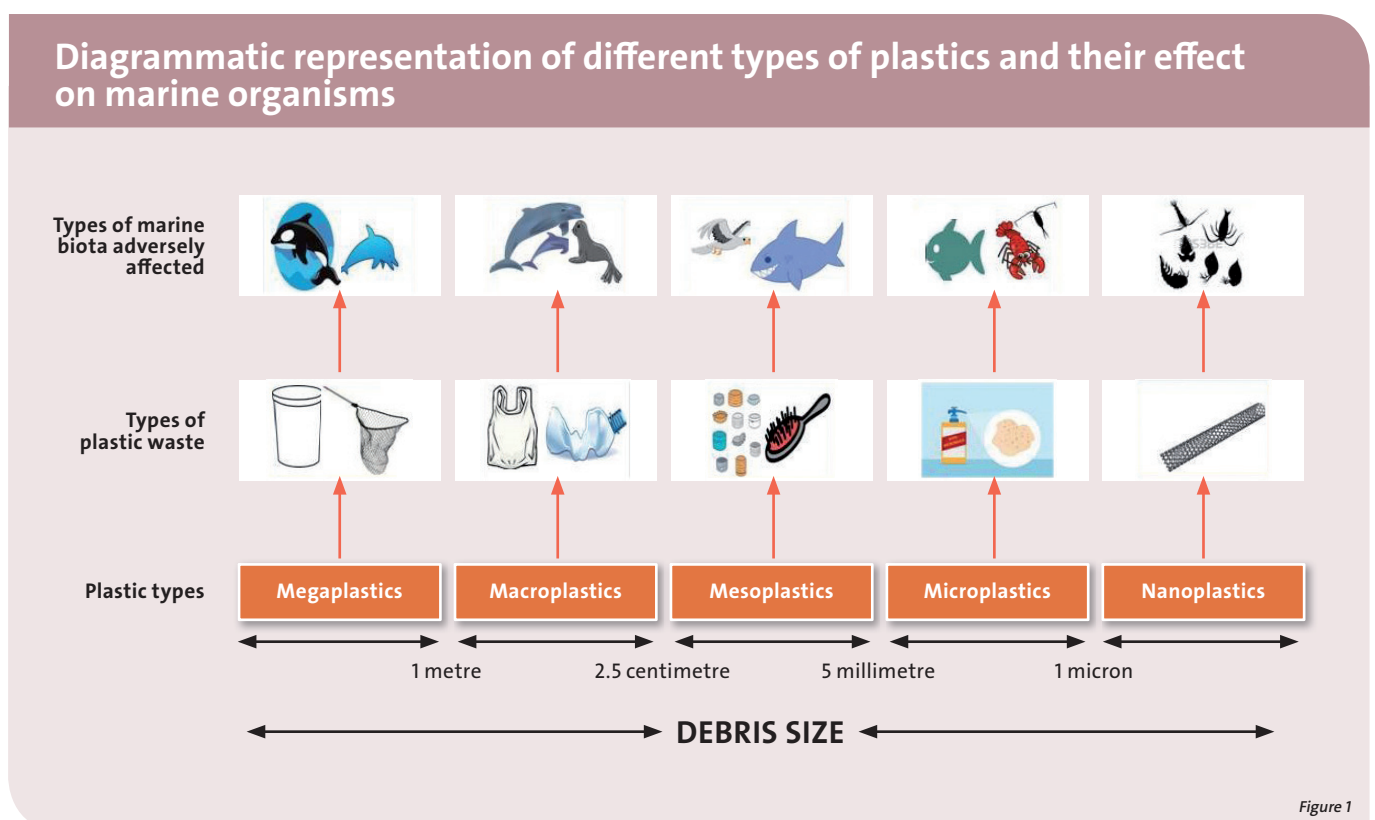 Diagrammatic representation of different types of plastics and their effect
on marine organisms
Types of marine
biota adversely
affected
Types of
plastic waste
Plastic types
Megaplastics
Macroplastics
Mesoplastics
Microplastics
Nanoplastics
1 metre
2.5 centimetre
5 millimetre
1 micron
DEBRIS SIZE
Figure 1